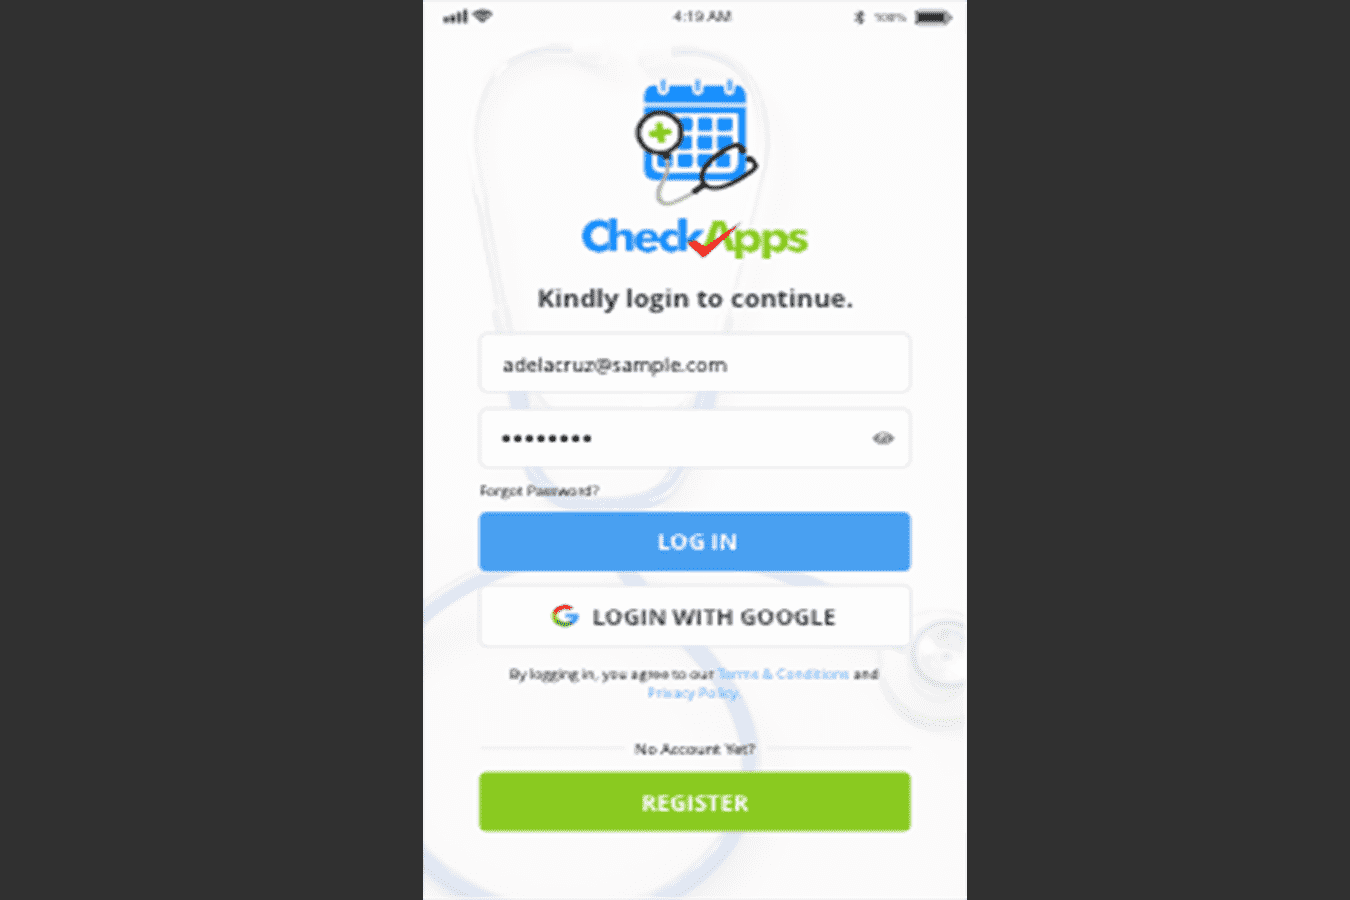 4:19 AM 100%
CheckApps
Kindly login to continue.
adelacruz@sample.com
••••••••
Forgot Password?
LOG IN
LOGIN WITH GOOGLE
By logging in, you agree to our Terms & Conditions and
Privacy Policy
No Account Yet?
REGISTER